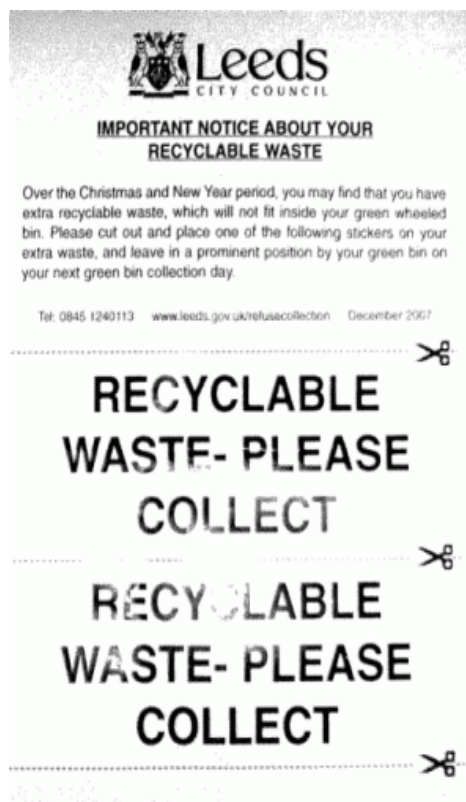 Leeds
CITY COUNCIL
IMPORTANT NOTICE ABOUT YOUR
RECYCLABLE WASTE
Over the Christmas and New Year period, you may find that you have
extra recyclable waste, which will not fit inside your green wheeled
bin. Please cut out and place one of the following stickers on your
extra waste, and leave in a prominent position by your green bin on
your next green bin collection day.
Tel: 0845 1240113 www.leeds.gov.uk/refusecollection December 2007
RECYCLABLE
WASTE- PLEASE
COLLECT
RECYCLABLE
WASTE- PLEASE
COLLECT